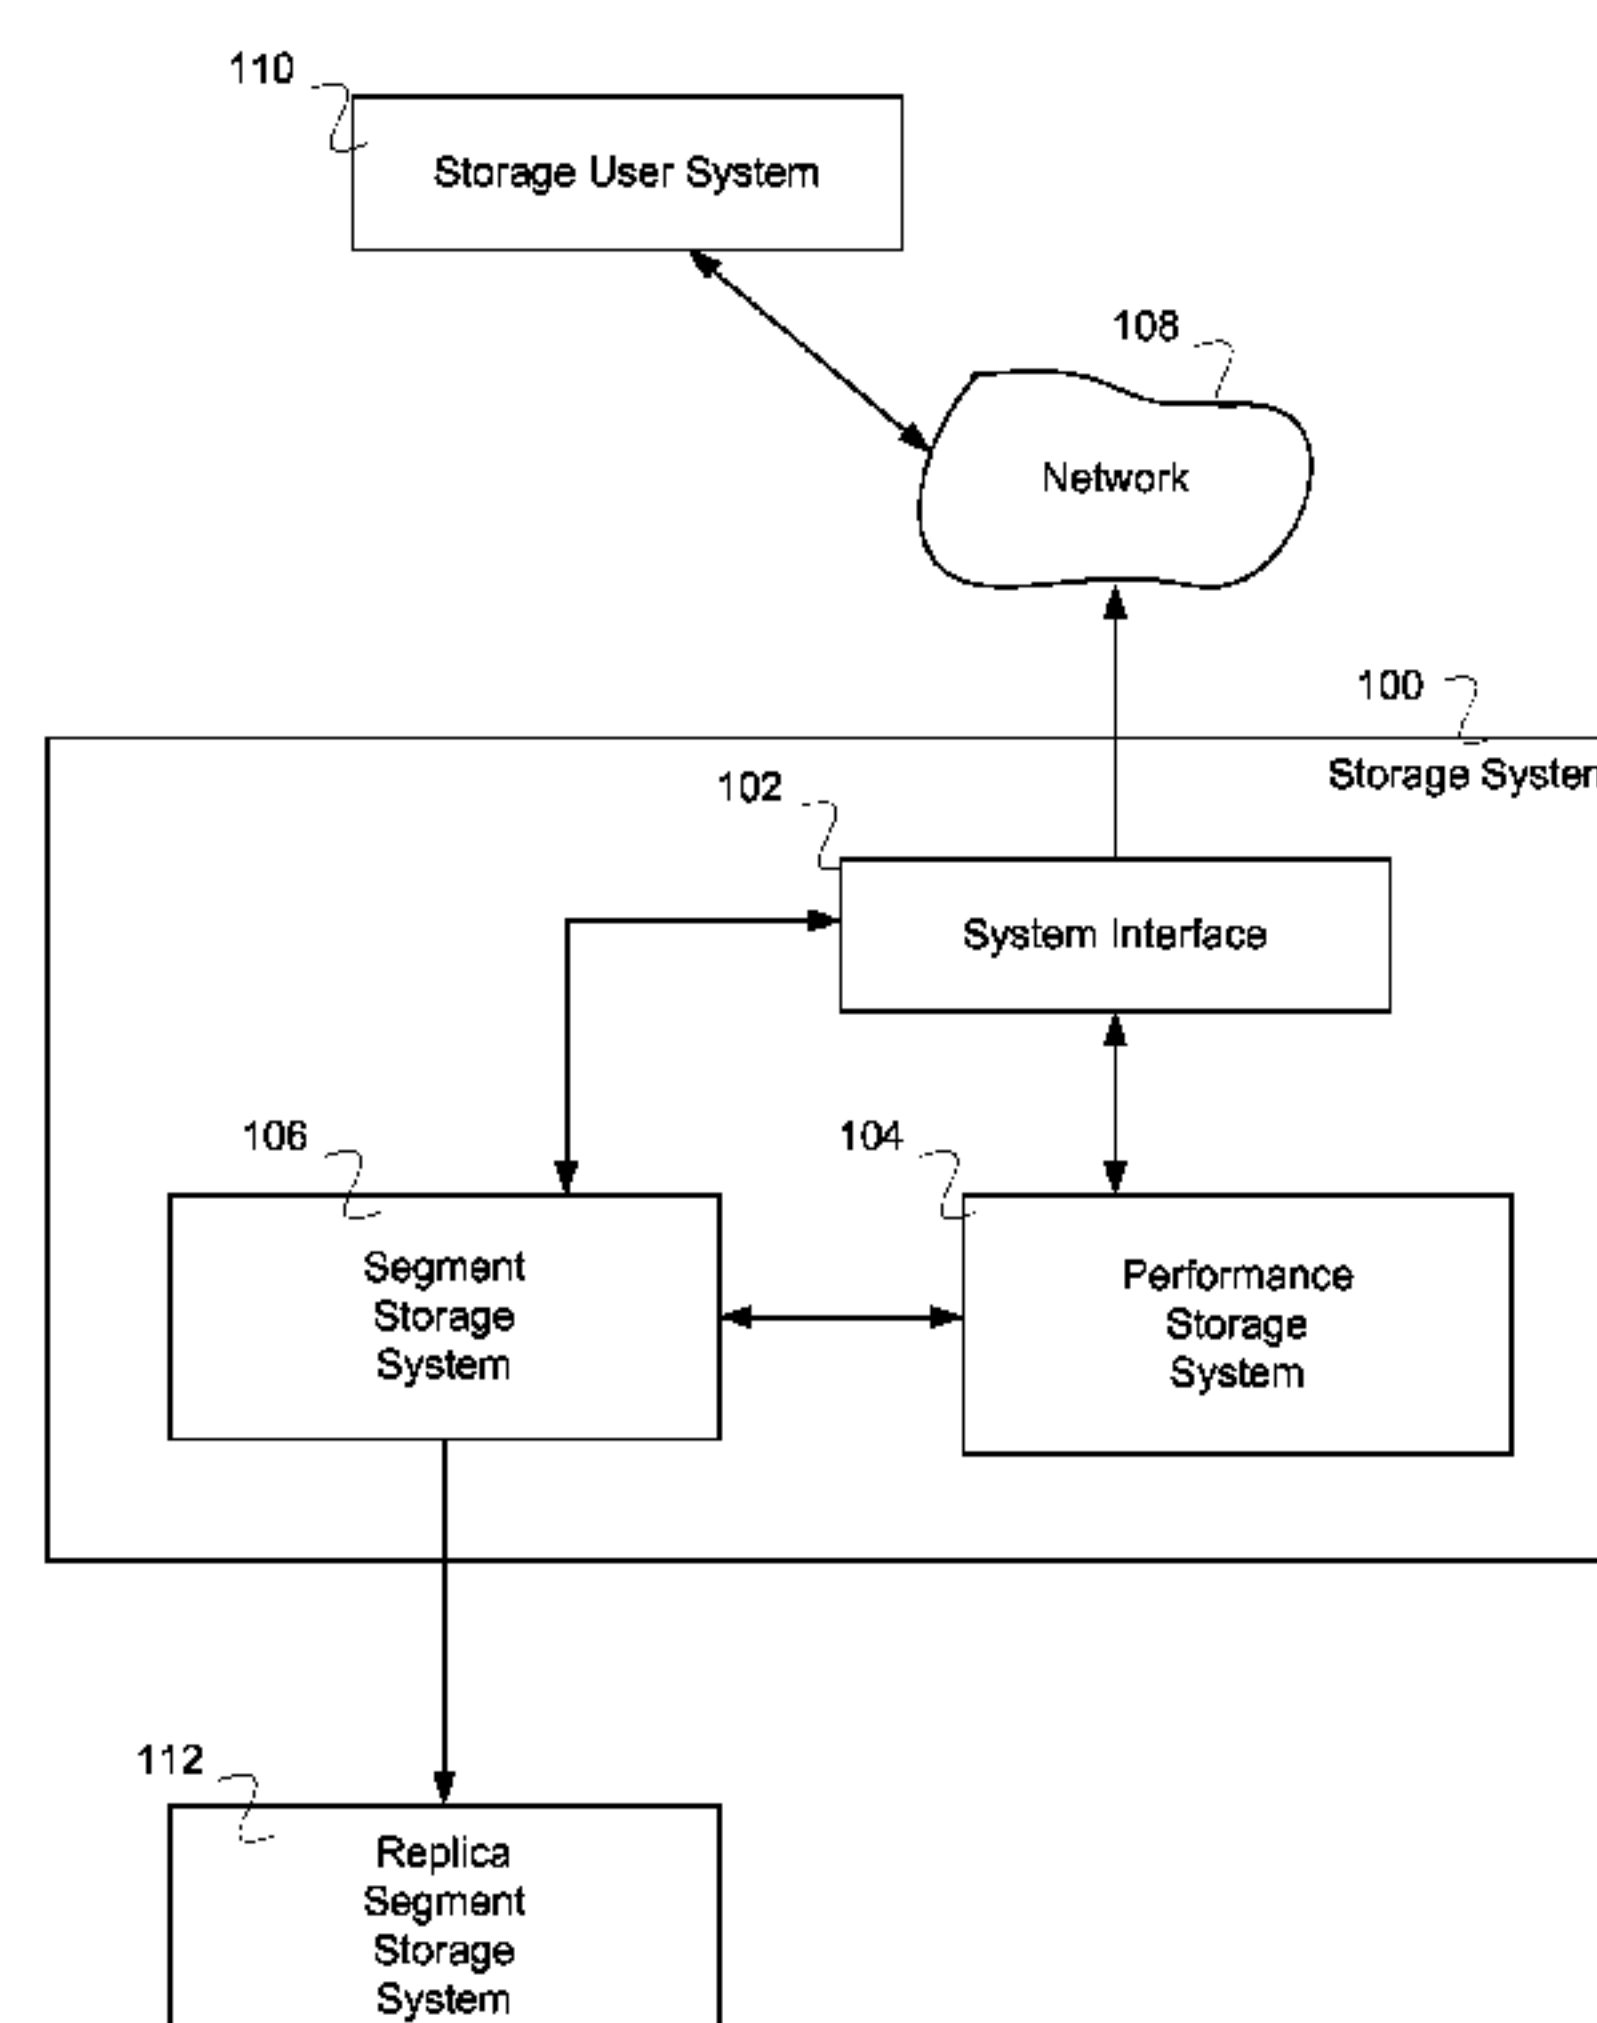 110
Storage User System
108
Network
100
Storage System
102
System Interface
106
104
Segment
Storage
System
Performance
Storage
System
112
Replica
Segment
Storage
System